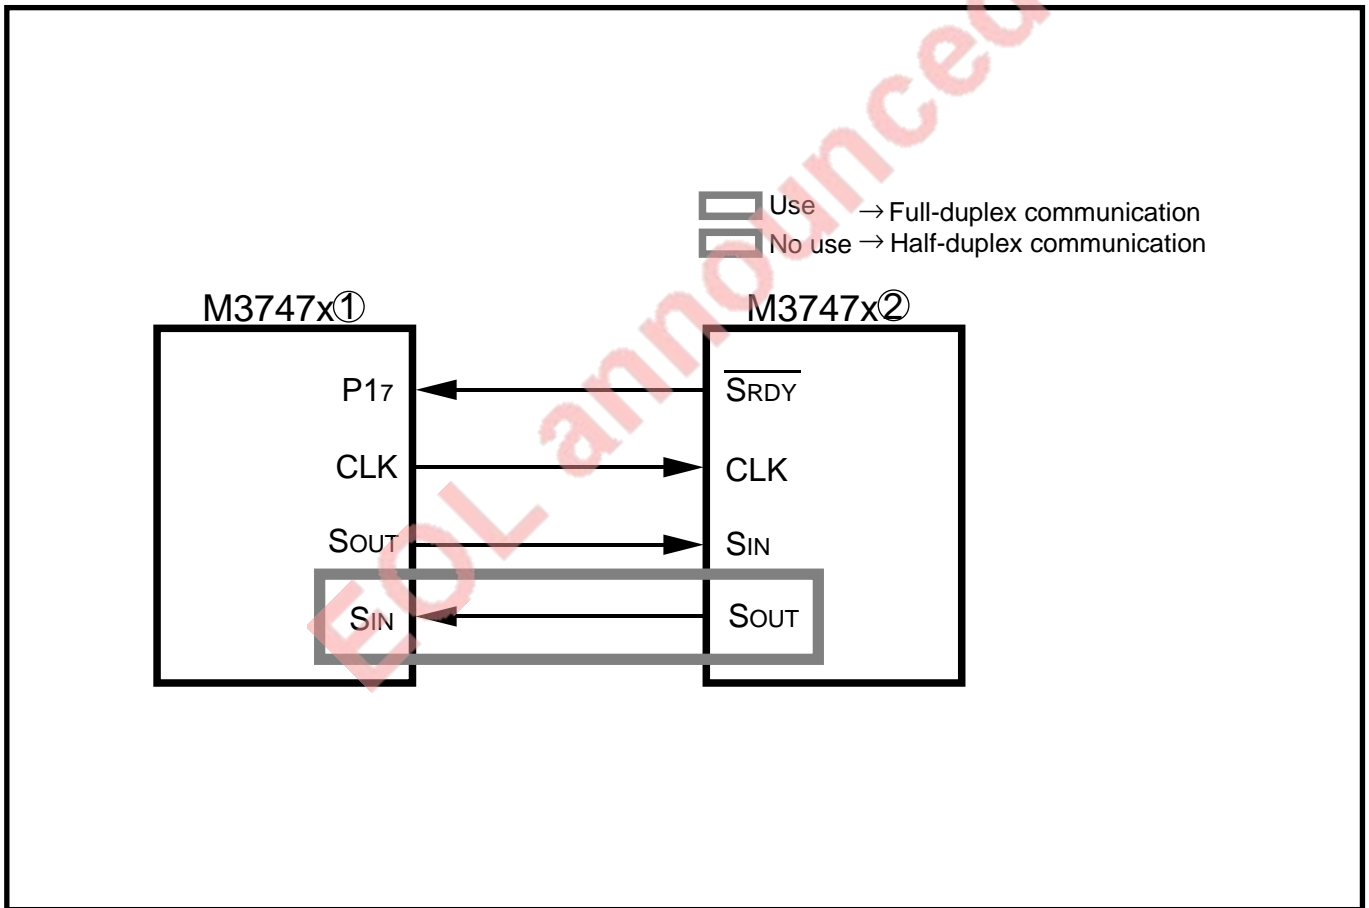 EOL announced
Use → Full-duplex communication
No use → Half-duplex communication
M3747x① M3747x②
P17 S̅R̅D̅Y̅
CLK CLK
SOUT SIN
SIN SOUT